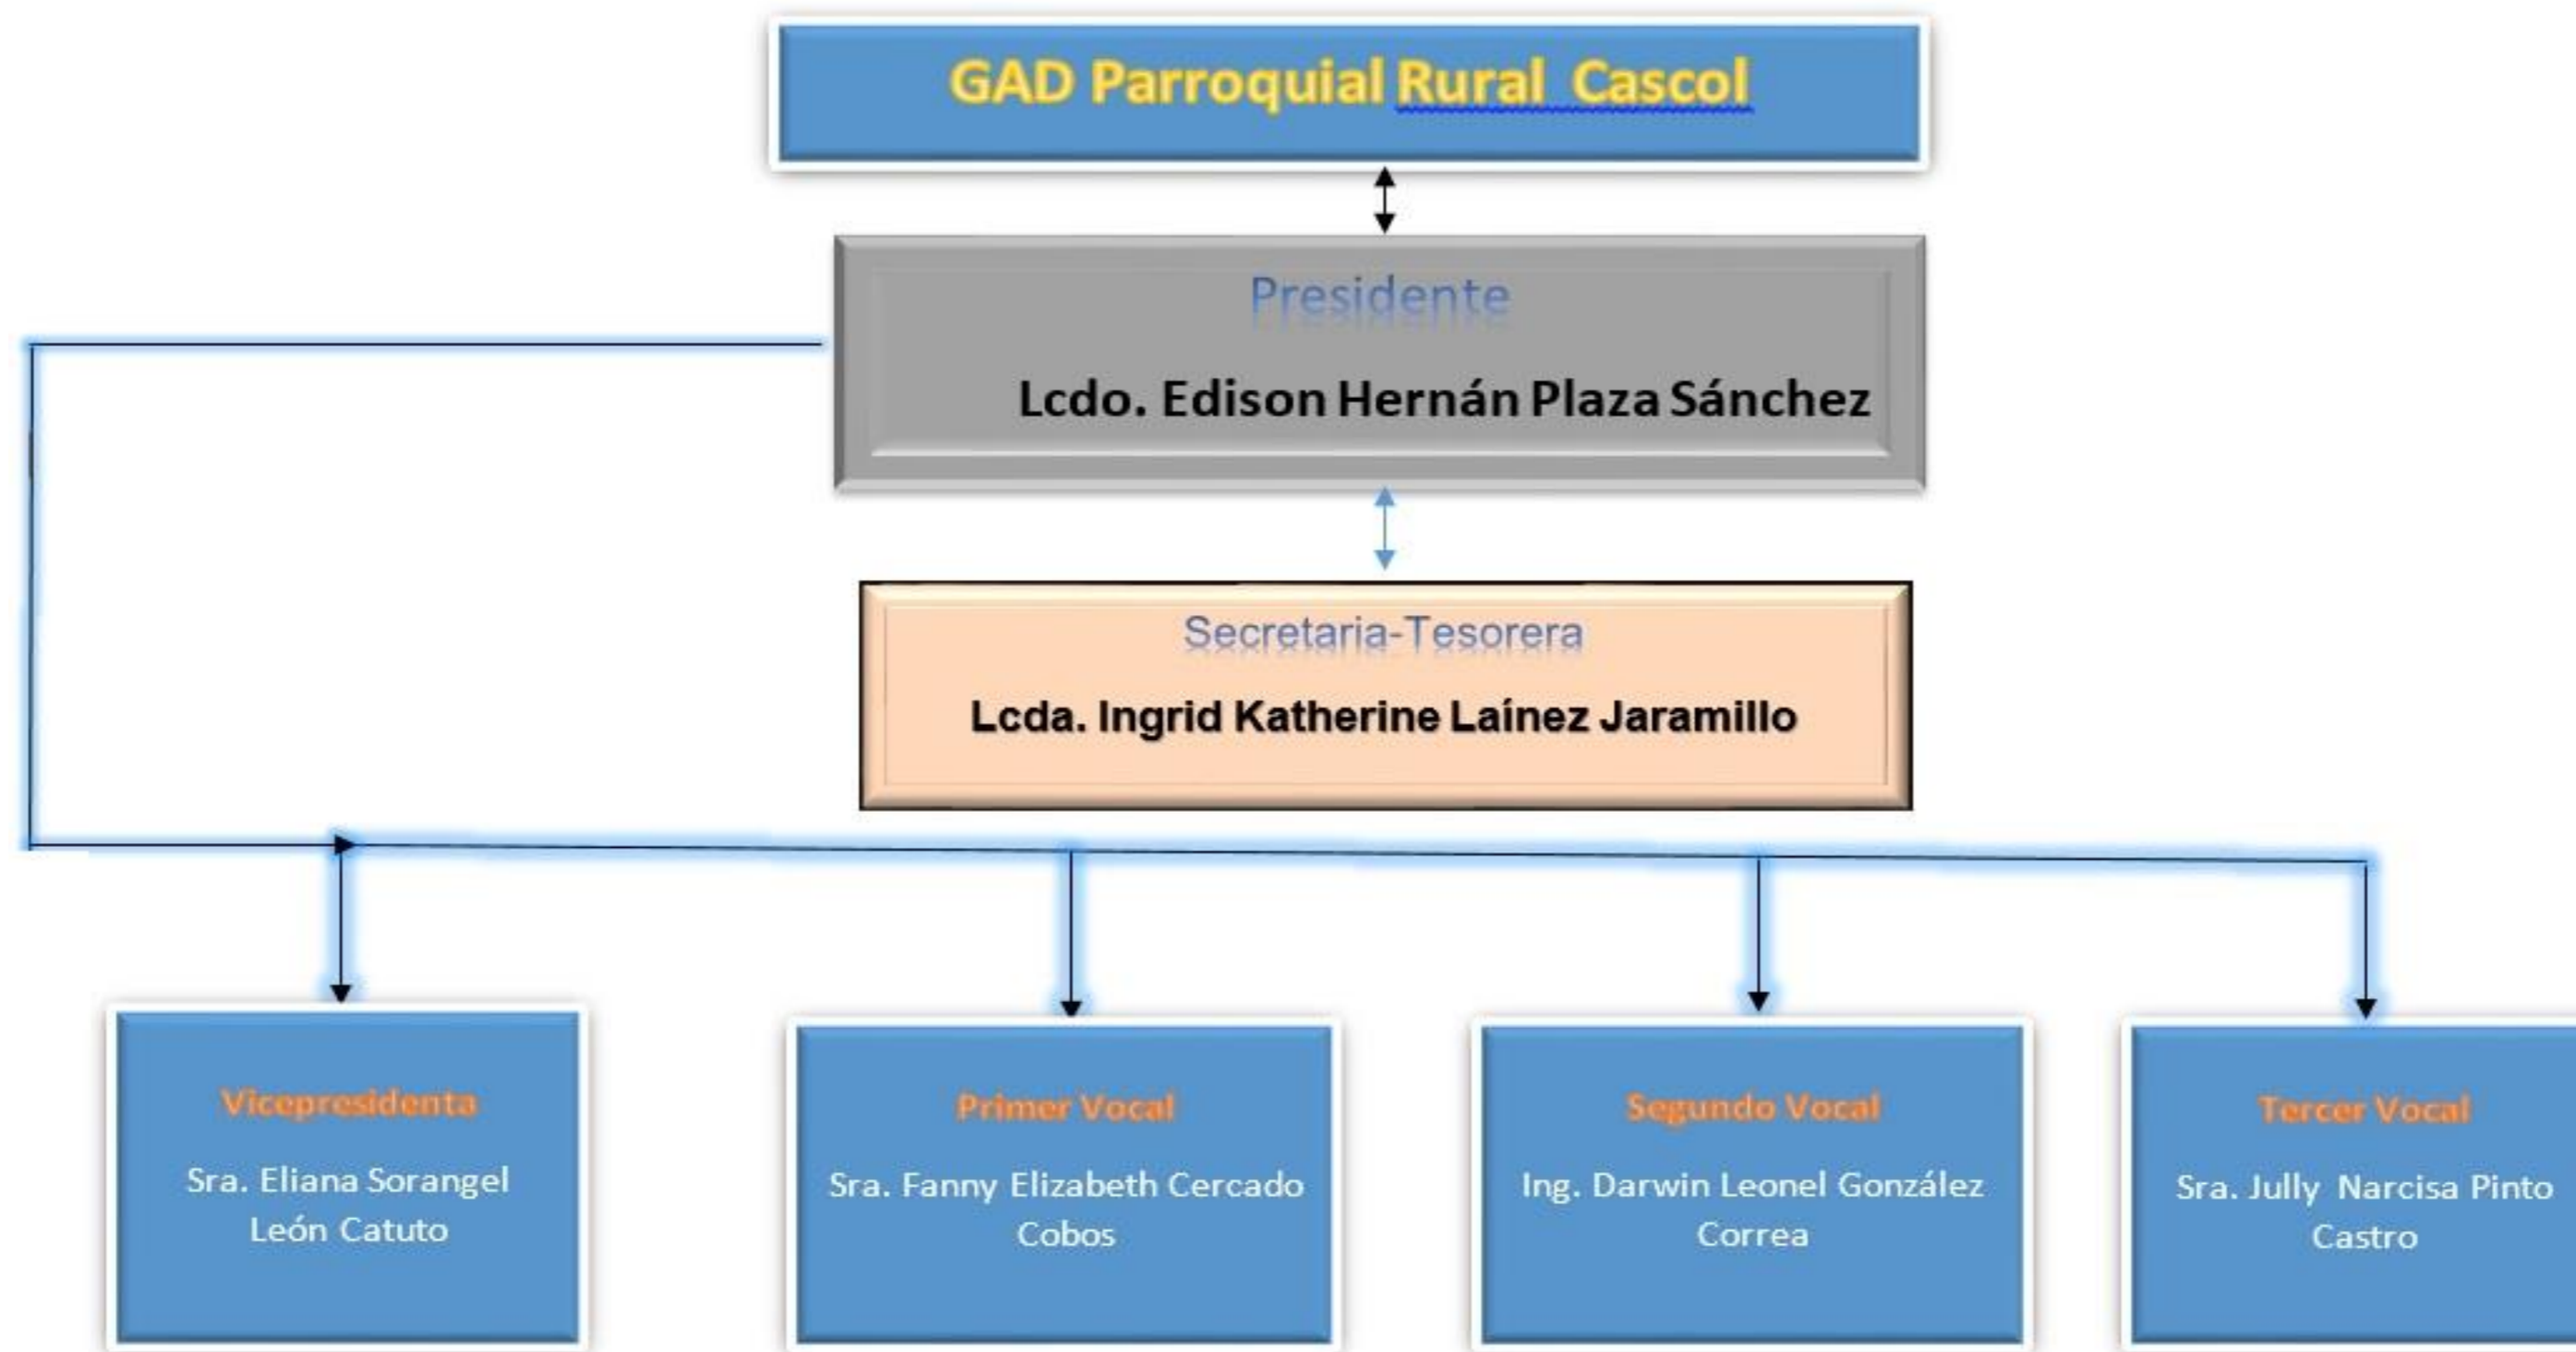 GAD Parroquial Rural Cascol
Presidente
Lcdo. Edison Hernán Plaza Sánchez
Secretaria-Tesorera
Lcda. Ingrid Katherine Laínez Jaramillo
Vicepresidenta
Sra. Eliana Sorangel
León Catuto
Primer Vocal
Sra. Fanny Elizabeth Cercado
Cobos
Segundo Vocal
Ing. Darwin Leonel González
Correa
Tercer Vocal
Sra. Jully Narcisa Pinto
Castro